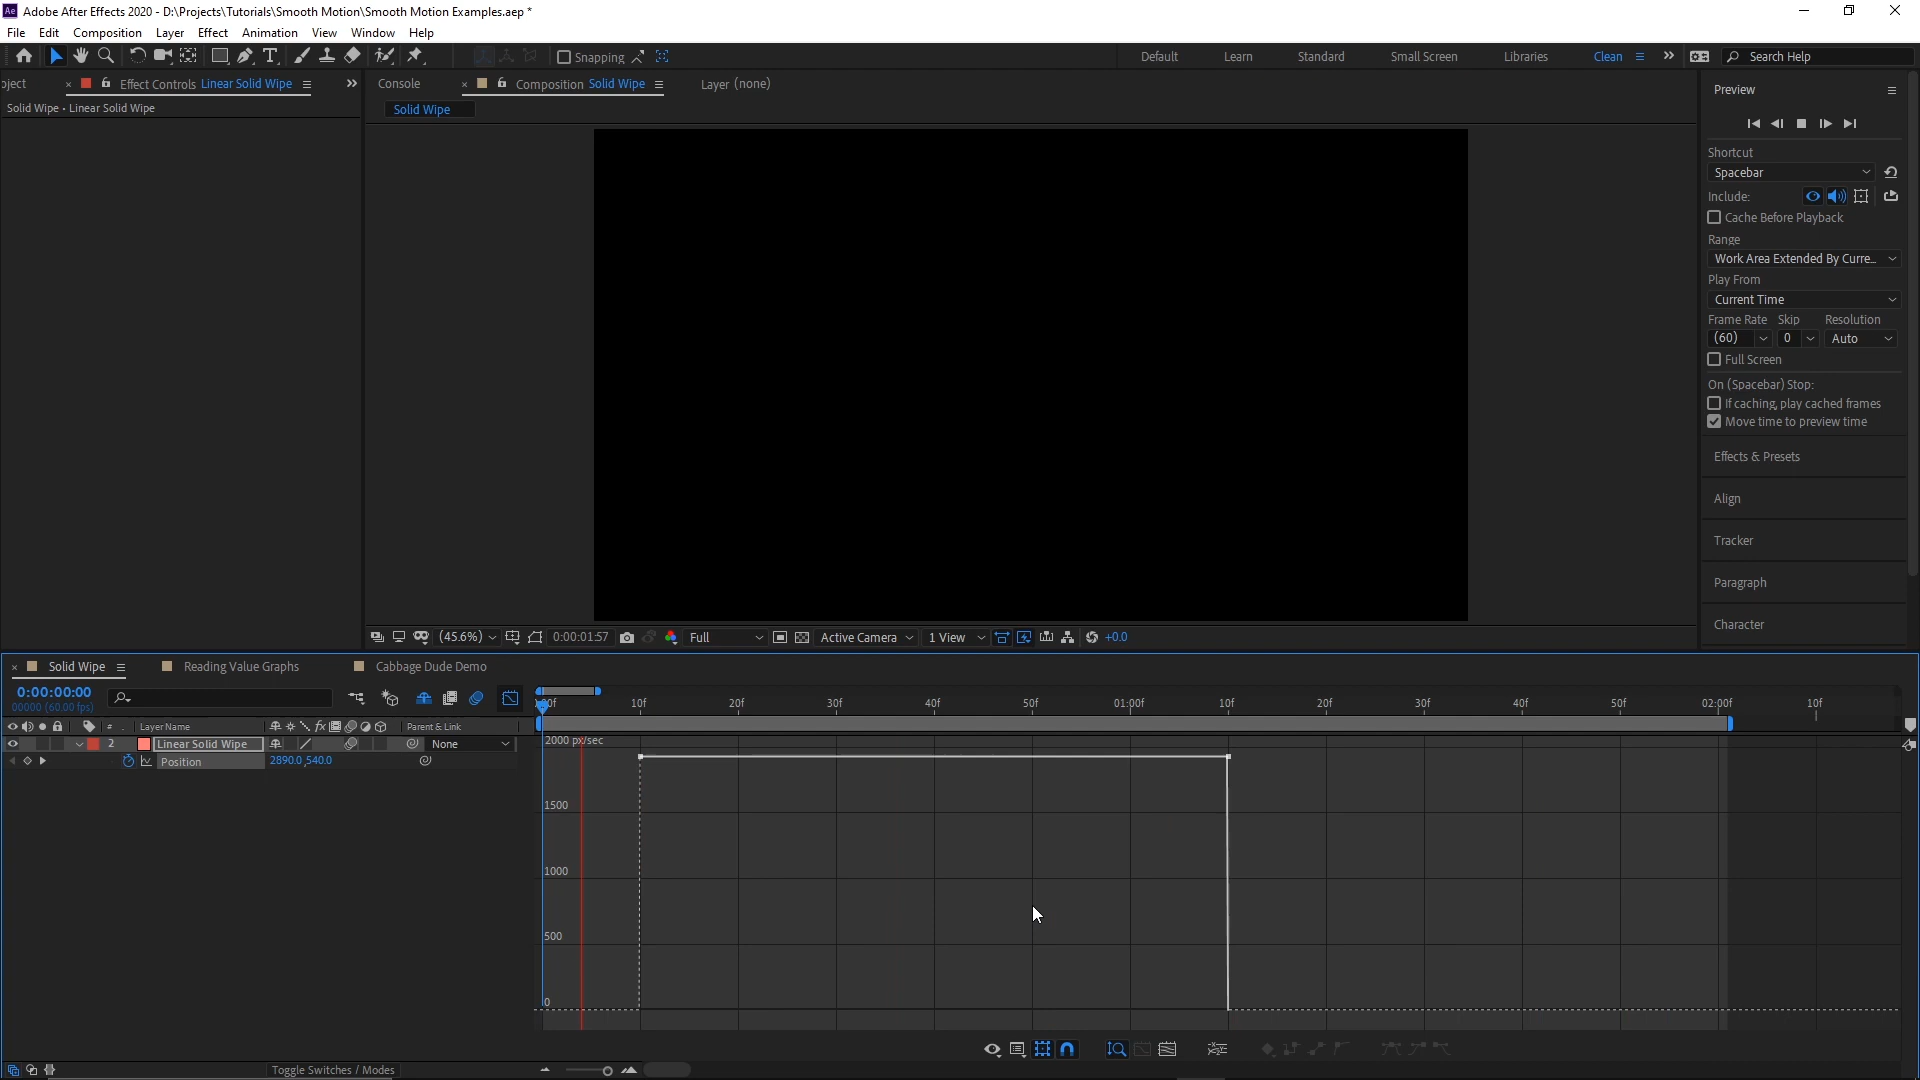 Adobe After Effects 2020 - D:\Projects\Tutorials\Smooth Motion\Smooth Motion Examples.aep *
File Edit Composition Layer Effect Animation View Window Help
Snapping
Default Learn Standard Small Screen Libraries Clean
Search Help
oject
Effect Controls Linear Solid Wipe
Solid Wipe • Linear Solid Wipe
Console
Composition Solid Wipe
Layer (none)
Solid Wipe
Preview
Shortcut
Spacebar
Include:
Cache Before Playback
Range
Work Area Extended By Curre...
Play From
Current Time
Frame Rate Skip Resolution
(60) 0 Auto
Full Screen
On (Spacebar) Stop:
If caching, play cached frames
Move time to preview time
Effects & Presets
Align
Tracker
Paragraph
Character
(45.6%) 0:00:01:57 Full Active Camera 1 View +0.0
Solid Wipe Reading Value Graphs Cabbage Dude Demo
0:00:00:00
00000 (60.00 fps)
00f 10f 20f 30f 40f 50f 01:00f 10f 20f 30f 40f 50f 02:00f 10f
# Layer Name Parent & Link
2 Linear Solid Wipe None
Position 2890.0,540.0
2000 px/sec
1500
1000
500
0
Toggle Switches / Modes